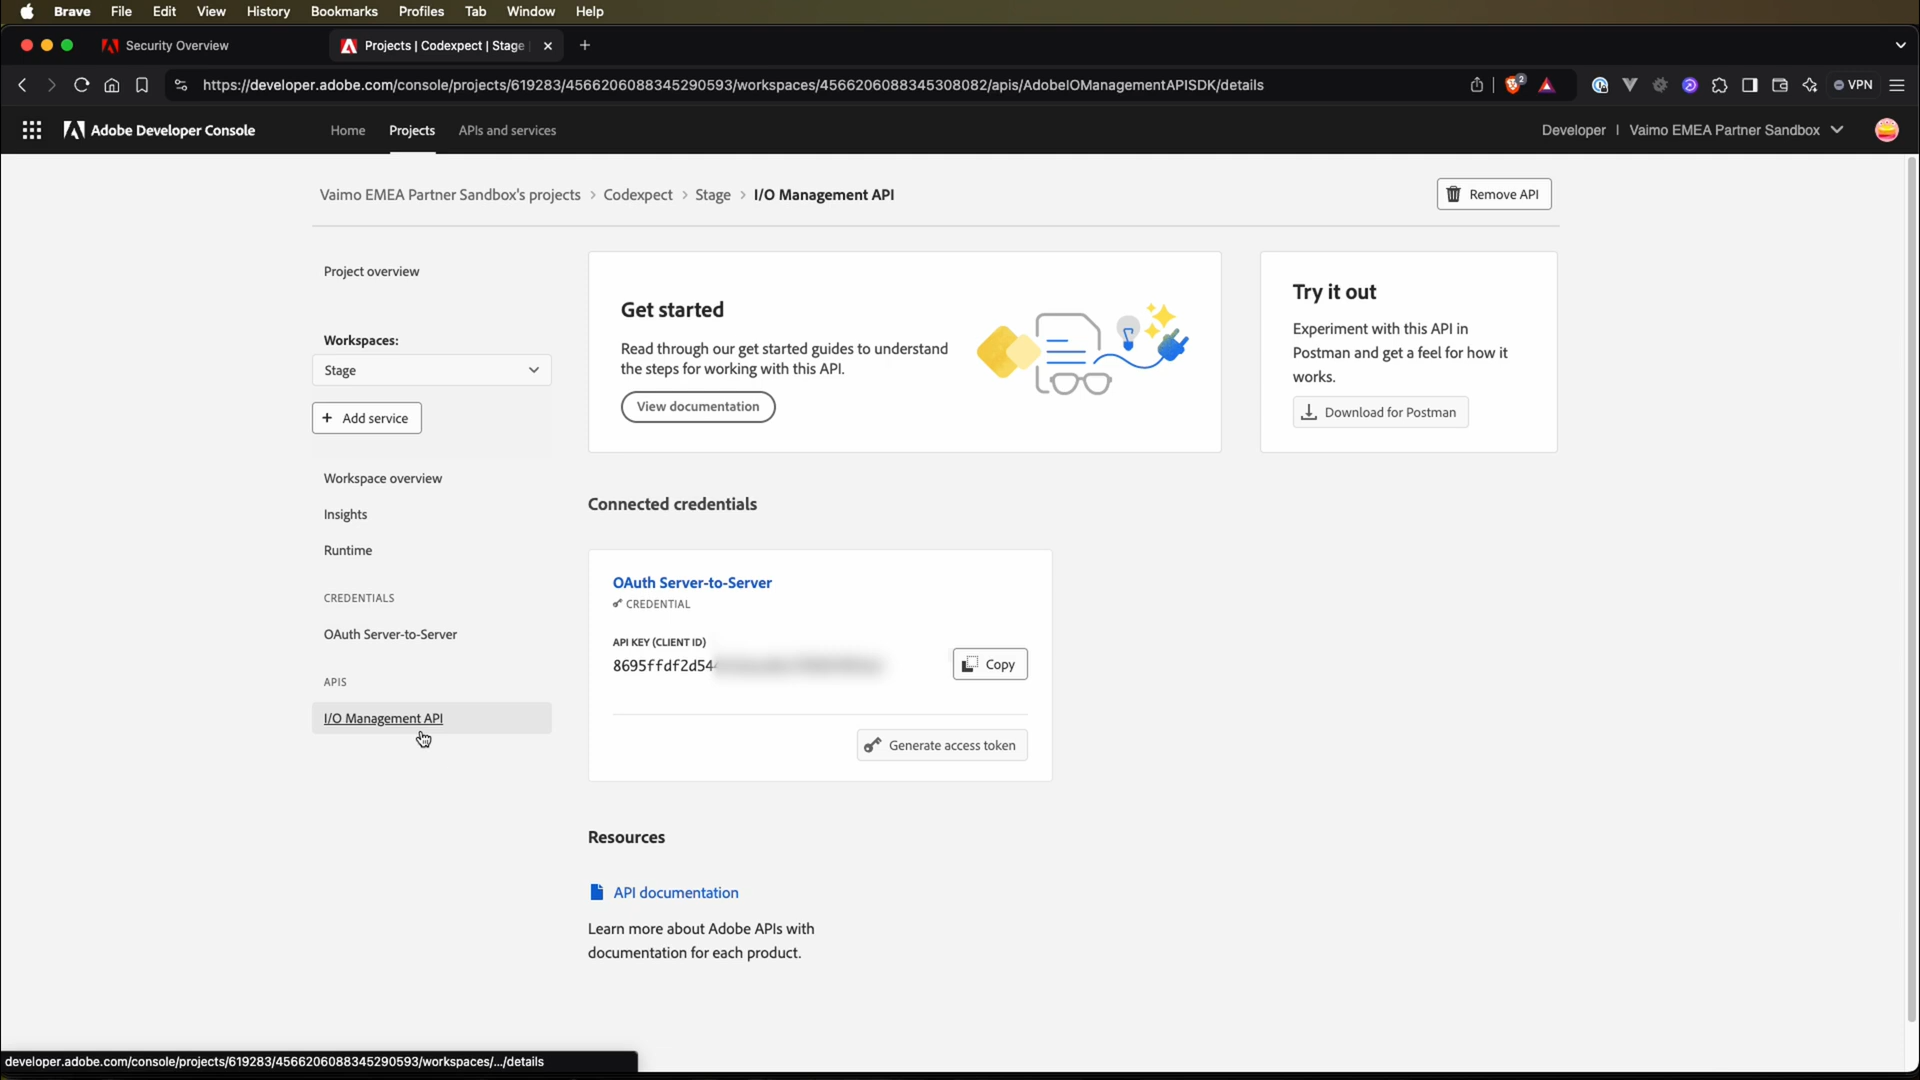 Brave File Edit View History Bookmarks Profiles Tab Window Help
Security Overview
Projects | Codexpect | Stage
https://developer.adobe.com/console/projects/619283/4566206088345290593/workspaces/4566206088345308082/apis/AdobeIOManagementAPISDK/details
2
VPN
Adobe Developer Console
Home Projects APIs and services
Developer | Vaimo EMEA Partner Sandbox
Vaimo EMEA Partner Sandbox's projects > Codexpect > Stage > I/O Management API
Remove API
Project overview
Workspaces:
Stage
+ Add service
Workspace overview
Insights
Runtime
CREDENTIALS
OAuth Server-to-Server
APIS
I/O Management API
Get started
Read through our get started guides to understand
the steps for working with this API.
View documentation
Try it out
Experiment with this API in
Postman and get a feel for how it
works.
Download for Postman
Connected credentials
OAuth Server-to-Server
CREDENTIAL
API KEY (CLIENT ID)
8695ffdf2d54
Copy
Generate access token
Resources
API documentation
Learn more about Adobe APIs with
documentation for each product.
developer.adobe.com/console/projects/619283/4566206088345290593/workspaces/.../details